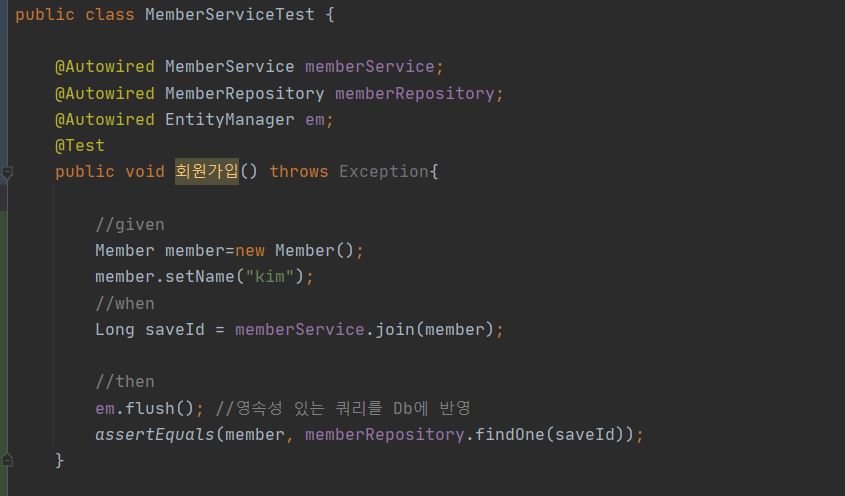 public class MemberServiceTest {
@Autowired MemberService memberService;
@Autowired MemberRepository memberRepository;
@Autowired EntityManager em;
@Test
public void 회원가입() throws Exception{
//given
Member member=new Member();
member.setName("kim");
//when
Long saveId = memberService.join(member);
//then
em.flush(); //영속성 있는 쿼리를 Db에 반영
assertEquals(member, memberRepository.findOne(saveId));
}